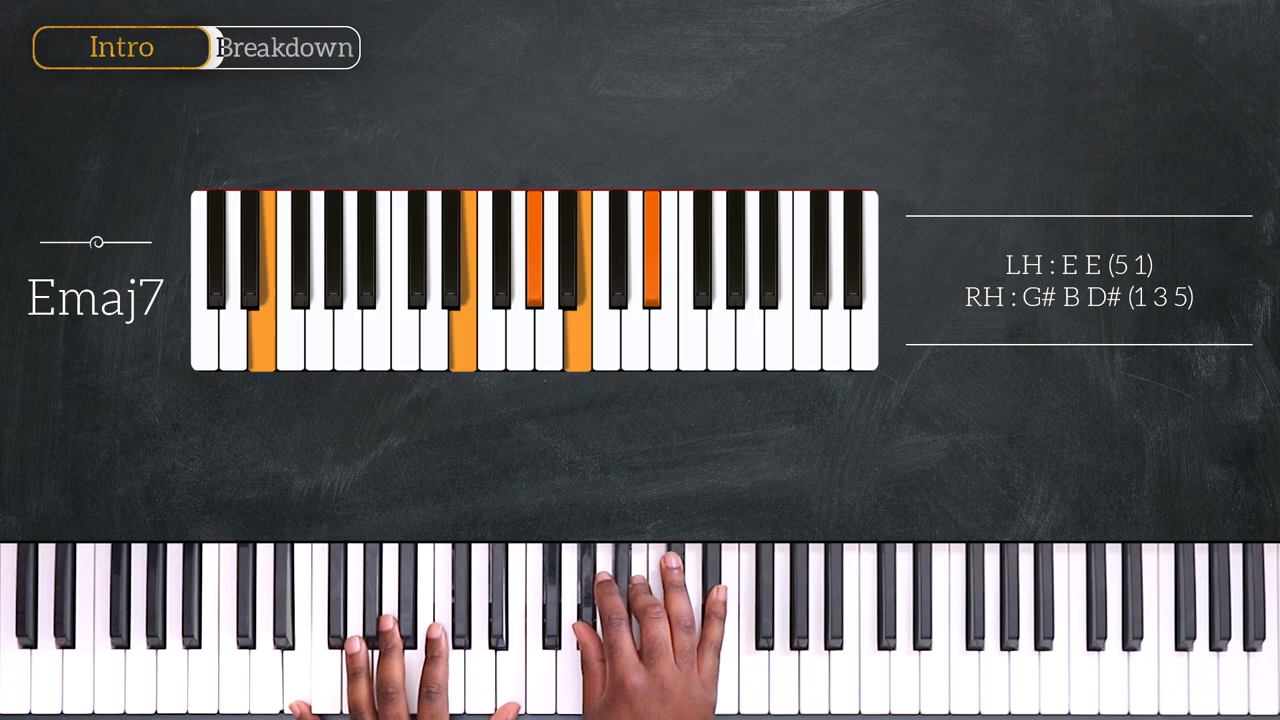 Intro Breakdown
Emaj7
LH : E E (5 1)
RH : G# B D# (1 3 5)